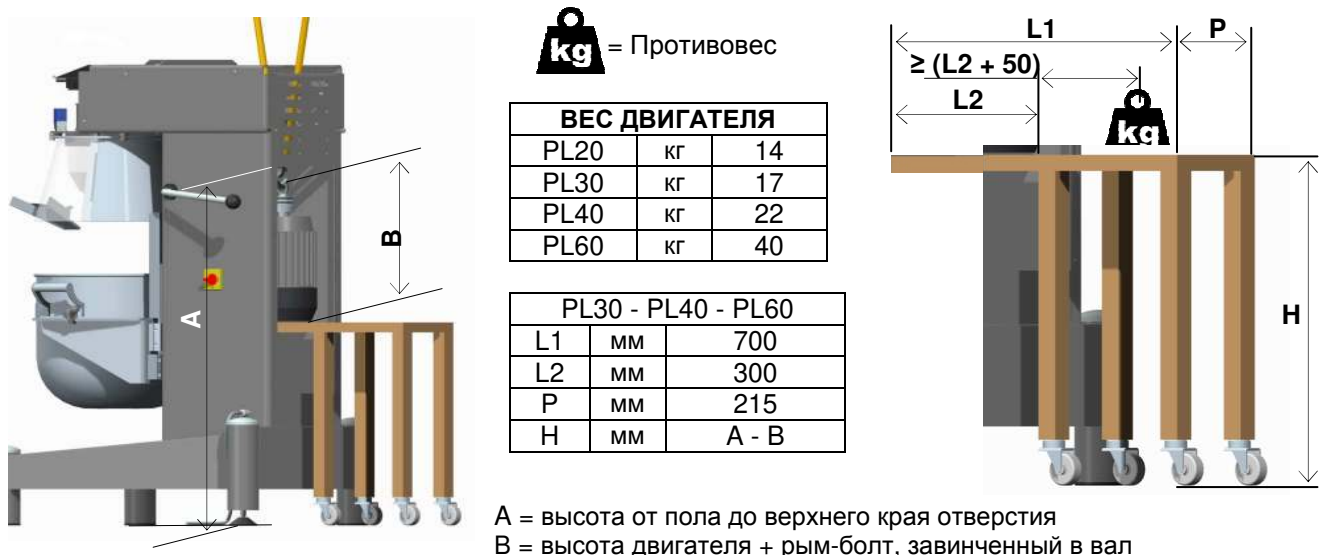 kg = Противовес
ВЕС ДВИГАТЕЛЯ
PL20 кг 14
PL30 кг 17
PL40 кг 22
PL60 кг 40
PL30 - PL40 - PL60
L1 мм 700
L2 мм 300
P мм 215
H мм A - B
A
B
L1 P
≥ (L2 + 50)
L2
kg
H
A = высота от пола до верхнего края отверстия
B = высота двигателя + рым-болт, завинченный в вал